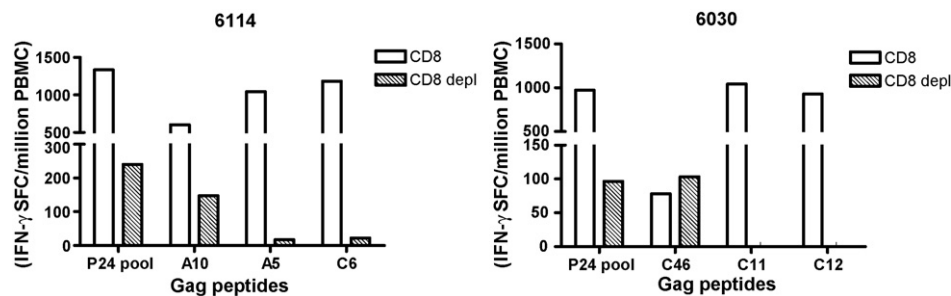 6114
(IFN-γ SFC/million PBMC)
1500
1000
500
300
200
100
0
CD8
CD8 depl
P24 pool A10 A5 C6
Gag peptides
6030
(IFN-γ SFC/million PBMC)
1500
1000
500
150
100
50
0
CD8
CD8 depl
P24 pool C46 C11 C12
Gag peptides